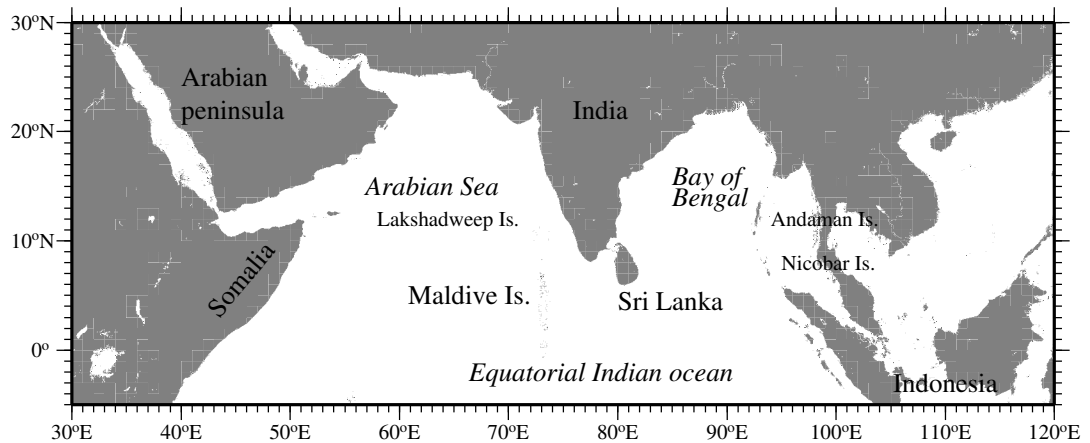 30ºN
Arabian
peninsula
India
20ºN
Arabian Sea
Bay of
Bengal
Lakshadweep Is.
Andaman Is.
10ºN
Somalia
Nicobar Is.
Maldive Is.
Sri Lanka
0º
Equatorial Indian ocean
Indonesia
30ºE 40ºE 50ºE 60ºE 70ºE 80ºE 90ºE 100ºE 110ºE 120ºE